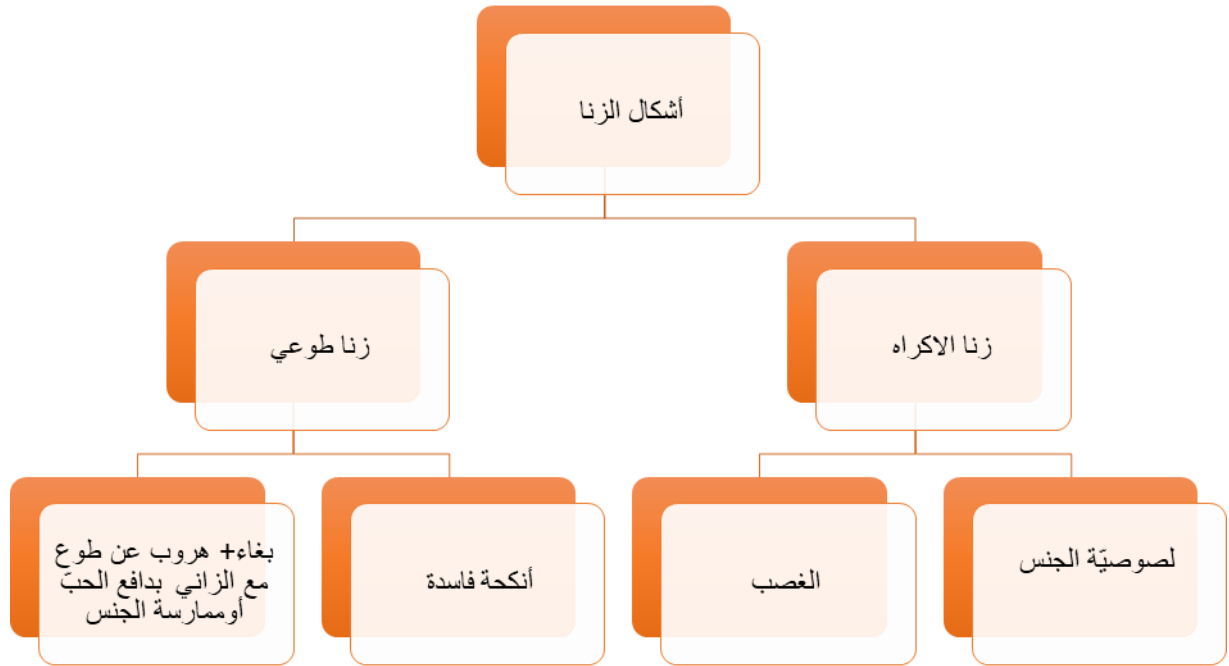 أشكال الزنا
زنا الاكراه
زنا طوعي
لصوصيّة الجنس
الغصب
أنكحة فاسدة
بغاء+ هروب عن طوع
مع الزاني بدافع الحبّ
أوممارسة الجنس